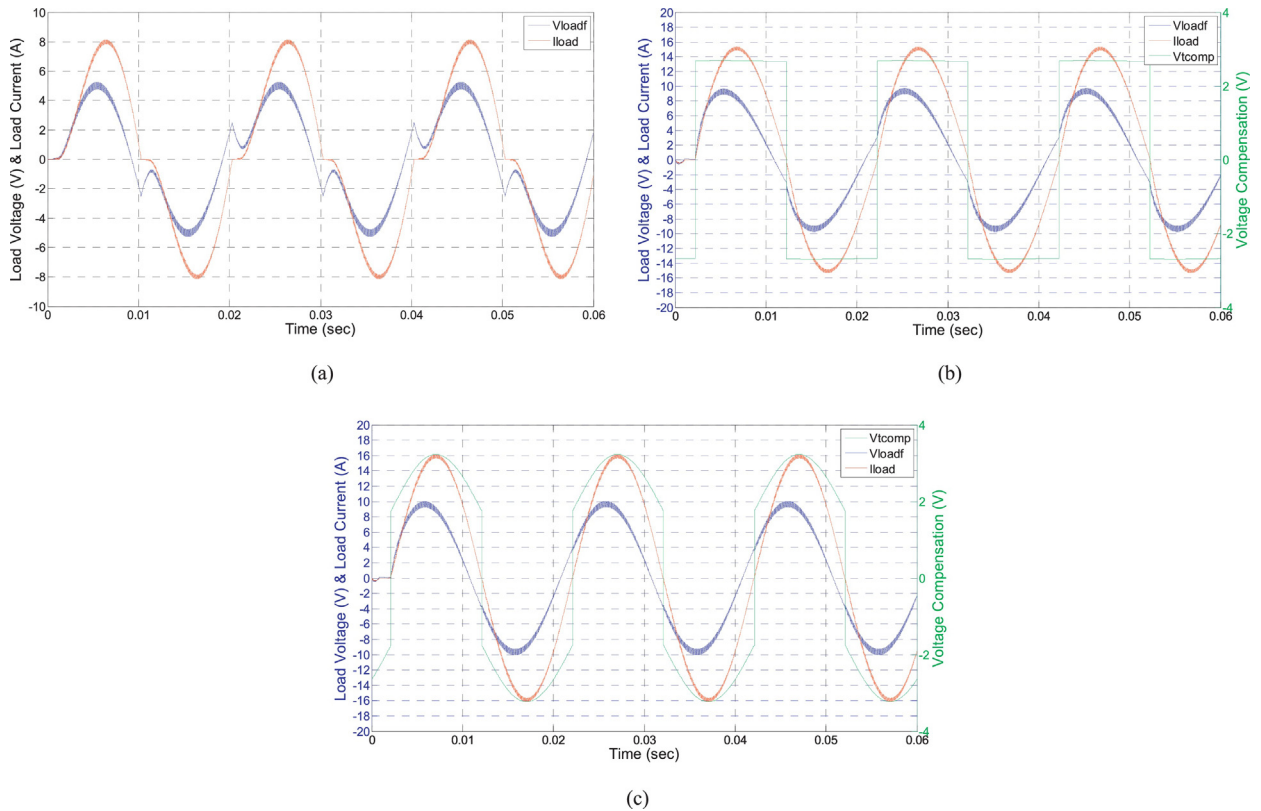 Load Voltage (V) & Load Current (A)
10
8
6
4
2
0
-2
-4
-6
-8
-10
Vloadf
Iload
0 0.01 0.02 0.03 0.04 0.05 0.06
Time (sec)
(a)
Load Voltage (V) & Load Current (A)
20
18
16
14
12
10
8
6
4
2
0
-2
-4
-6
-8
-10
-12
-14
-16
-18
-20
Vloadf
Iload
Vtcomp
4
2
0
-2
-4
Voltage Compensation (V)
0 0.01 0.02 0.03 0.04 0.05 0.06
Time (sec)
(b)
Load Voltage (V) & Load Current (A)
20
18
16
14
12
10
8
6
4
2
0
-2
-4
-6
-8
-10
-12
-14
-16
-18
-20
Vtcomp
Vloadf
Iload
4
2
0
-2
-4
Voltage Compensation (V)
0 0.01 0.02 0.03 0.04 0.05 0.06
Time (sec)
(c)